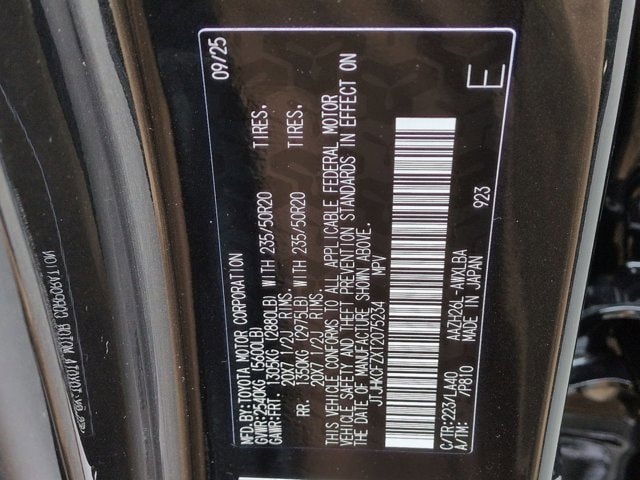 09/25
MFD.BY:TOYOTA MOTOR CORPORATION
GVWR:2540KG(5600LB)
GAWR:FRT. 1305KG (2880LB) WITH 235/50R20 TIRES,
20X7 1/2J RIMS
RR. 1350KG (2975LB) WITH 235/50R20 TIRES,
20X7 1/2J RIMS
THIS VEHICLE CONFORMS TO ALL APPLICABLE FEDERAL MOTOR
VEHICLE SAFETY AND THEFT PREVENTION STANDARDS IN EFFECT ON
THE DATE OF MANUFACTURE SHOWN ABOVE.
MPV
C/TR:223/LA40 AAZH26L-AWXLBA
A/TM: /P810 MADE IN JAPAN
923
E